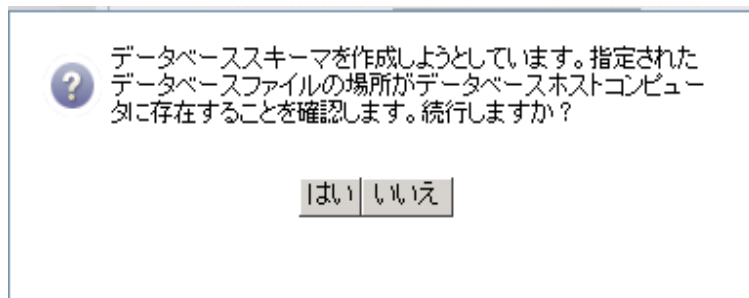 データベーススキーマを作成しようとしています。指定された
データベースファイルの場所がデータベースホストコンピュー
タに存在することを確認します。続行しますか？
はい いいえ